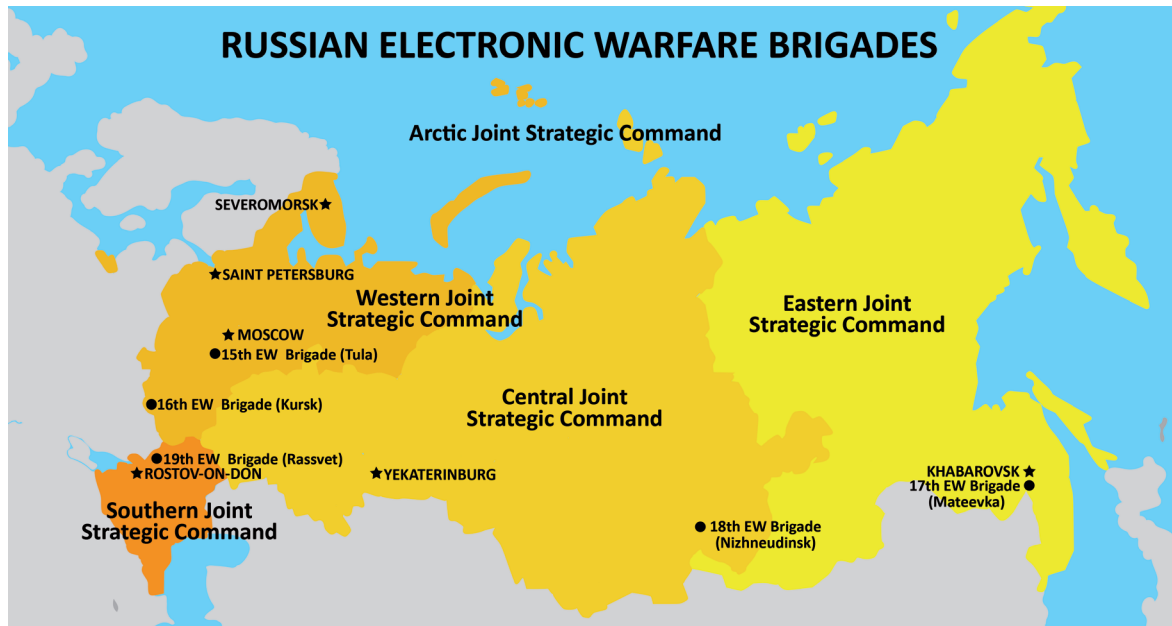 RUSSIAN ELECTRONIC WARFARE BRIGADES
Arctic Joint Strategic Command
SEVEROMORSK
SAINT PETERSBURG
Western Joint
Strategic Command
Eastern Joint
Strategic Command
MOSCOW
15th EW Brigade (Tula)
Central Joint
Strategic Command
16th EW Brigade (Kursk)
19th EW Brigade (Rassvet)
ROSTOV-ON-DON
YEKATERINBURG
KHABAROVSK
17th EW Brigade
(Mateevka)
Southern Joint
Strategic Command
18th EW Brigade
(Nizhneudinsk)